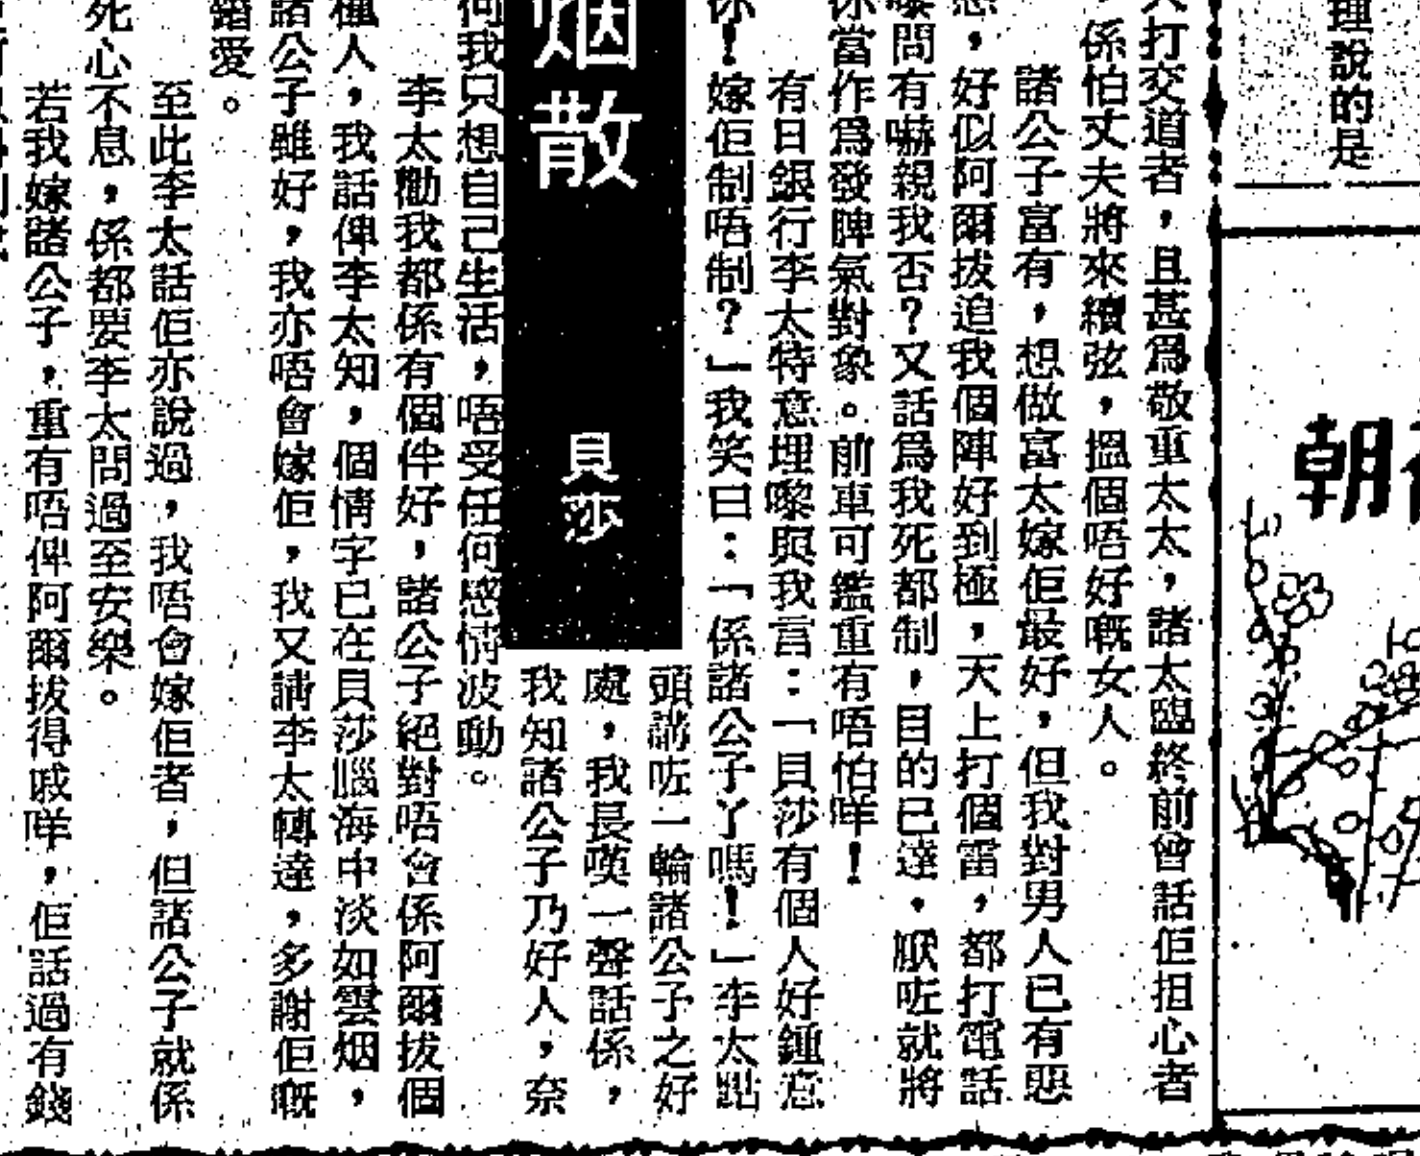 理說的是
朝
人打交道者，且甚爲敬重太太，諸太臨終前曾話佢担心者
，係怕丈夫將來續弦，搵個唔好嘅女人。
諸公子富有，想做富太嫁佢最好，但我對男人已有惡
感，好似阿爾拔追我個陣好到極，天上打個雷，都打電話
嚟問有嚇親我否？又話爲我死都制，目的已達，厭咗就將
你當作爲發脾氣對象。前車可鑑重有唔怕咩！
有日銀行李太特意埋嚟與我言：「貝莎有個人好鍾意
你！嫁佢制唔制？」我笑曰：「係諸公子丫嗎！」李太點
頭講咗一輪諸公子之好
處，我長嘆一聲話係，
我知諸公子乃好人，奈
烟散
貝莎
何我只想自己生活，唔受任何感情波動。
李太勸我都係有個伴好，諸公子絕對唔會係阿爾拔個
種人，我話俾李太知，個情字已在貝莎腦海中淡如雲烟，
諸公子雖好，我亦唔會嫁佢，我又請李太轉達，多謝佢嘅
錯愛。
至此李太話佢亦說過，我唔會嫁佢者，但諸公子就係
死心不息，係都要李太問過至安樂。
若我嫁諸公子，重有唔俾阿爾拔得戚咩，佢話過有錢